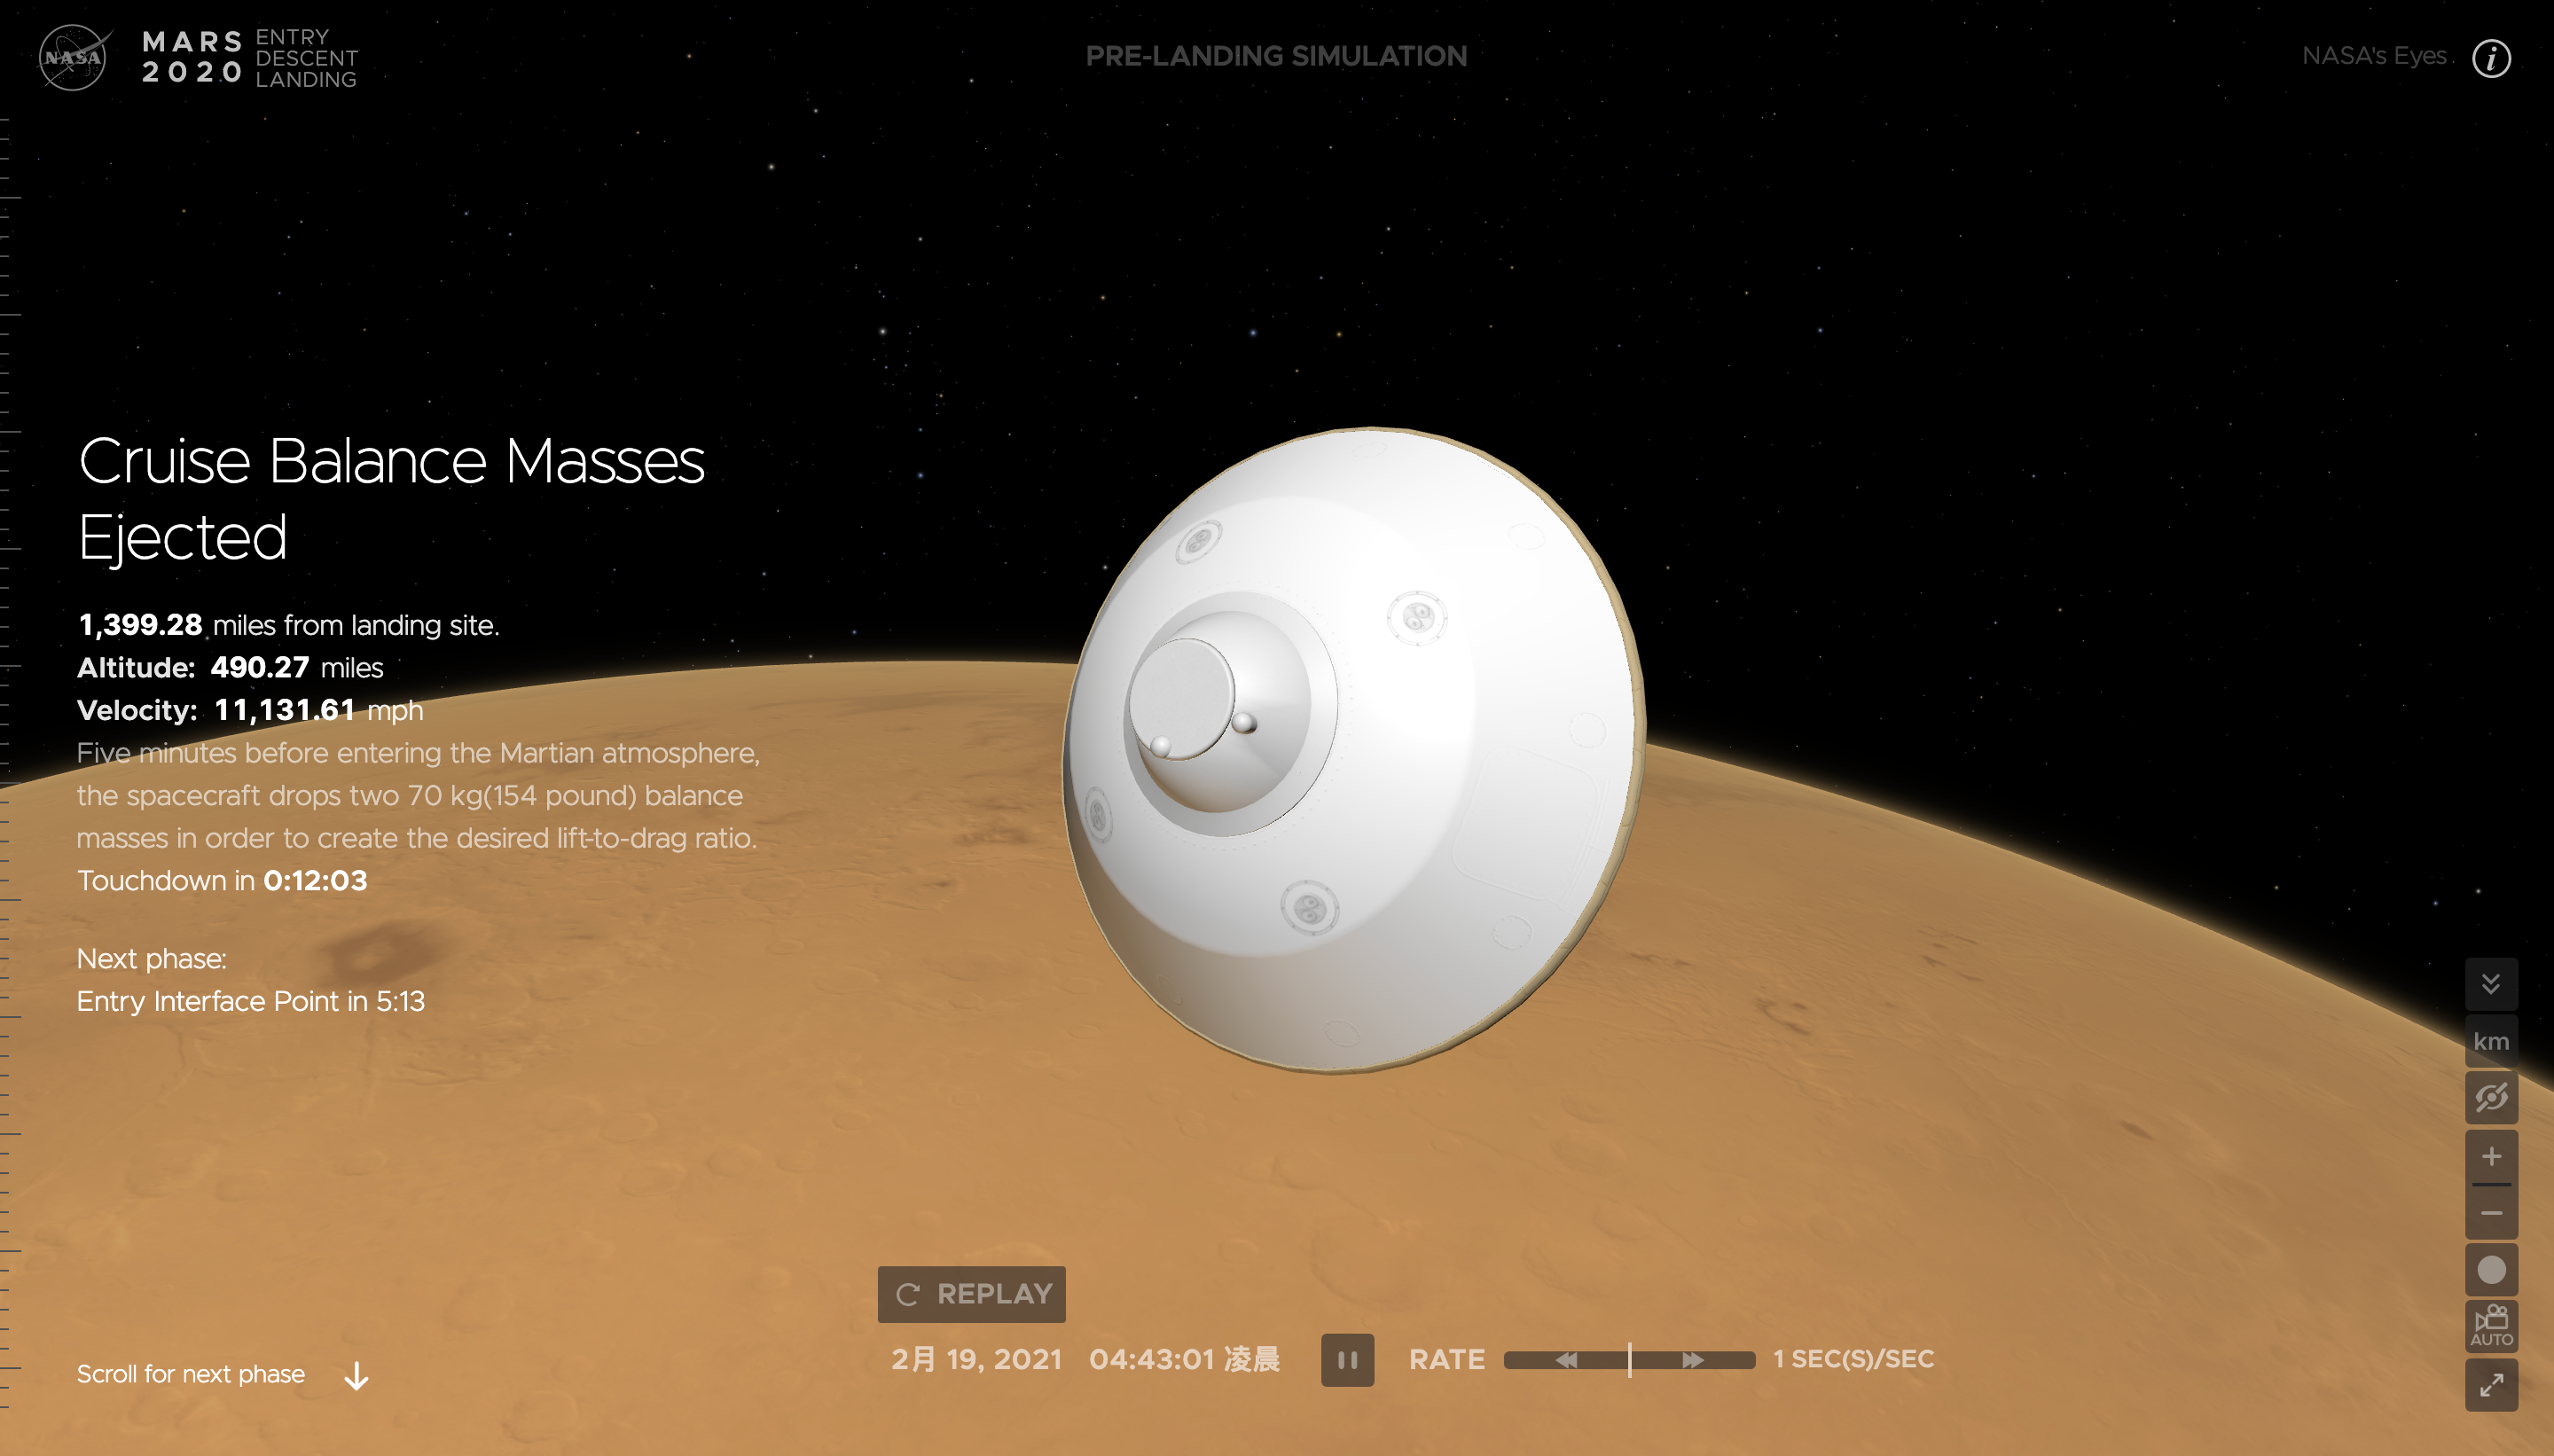 NASA
MARS ENTRY
2020 DESCENT
LANDING
PRE-LANDING SIMULATION
NASA's Eyes
i
Cruise Balance Masses
Ejected
1,399.28 miles from landing site.
Altitude: 490.27 miles
Velocity: 11,131.61 mph
Five minutes before entering the Martian atmosphere,
the spacecraft drops two 70 kg(154 pound) balance
masses in order to create the desired lift-to-drag ratio.
Touchdown in 0:12:03
Next phase:
Entry Interface Point in 5:13
km
REPLAY
2月 19, 2021 04:43:01 凌晨
RATE
1 SEC(S)/SEC
AUTO
Scroll for next phase